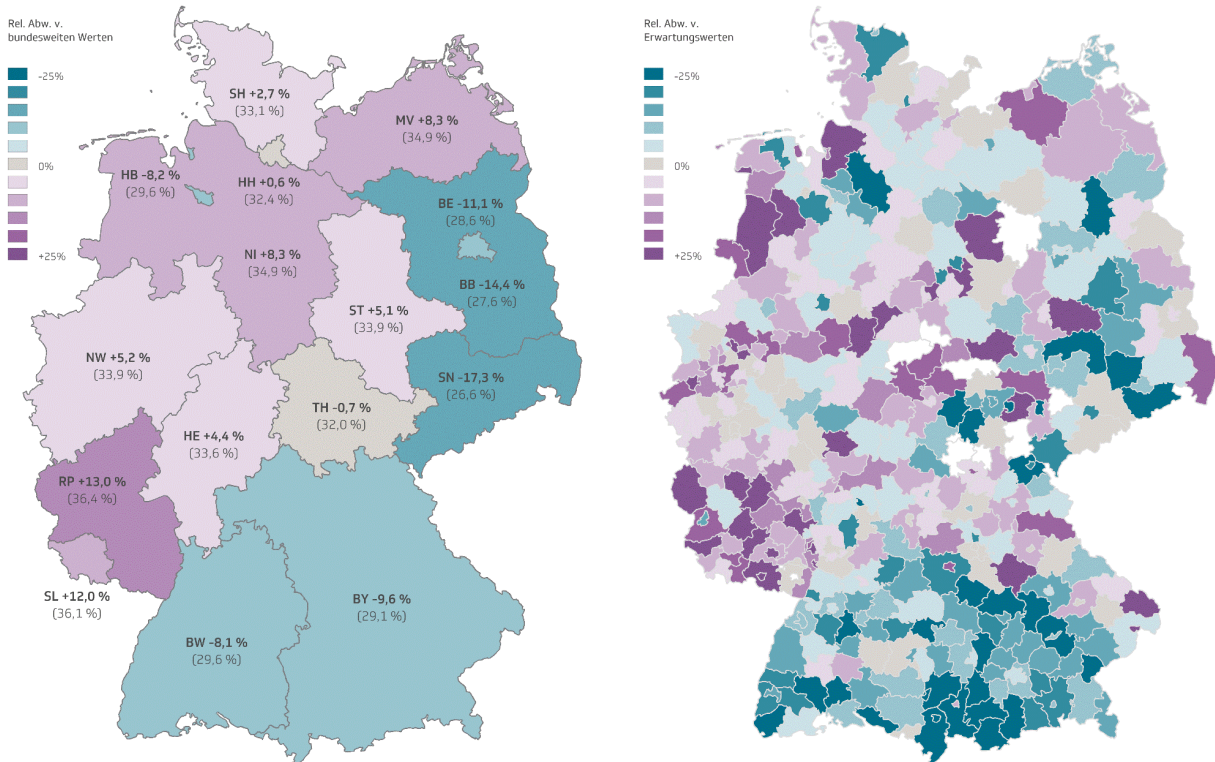 Rel. Abw. v.
bundesweiten Werten
-25%
0%
+25%
SH +2,7 %
(33,1 %)
MV +8,3 %
(34,9 %)
HB -8,2 %
(29,6 %)
HH +0,6 %
(32,4 %)
BE -11,1 %
(28,6 %)
NI +8,3 %
(34,9 %)
BB -14,4 %
(27,6 %)
ST +5,1 %
(33,9 %)
NW +5,2 %
(33,9 %)
SN -17,3 %
(26,6 %)
TH -0,7 %
(32,0 %)
HE +4,4 %
(33,6 %)
RP +13,0 %
(36,4 %)
SL +12,0 %
(36,1 %)
BY -9,6 %
(29,1 %)
BW -8,1 %
(29,6 %)
Rel. Abw. v.
Erwartungswerten
-25%
0%
+25%